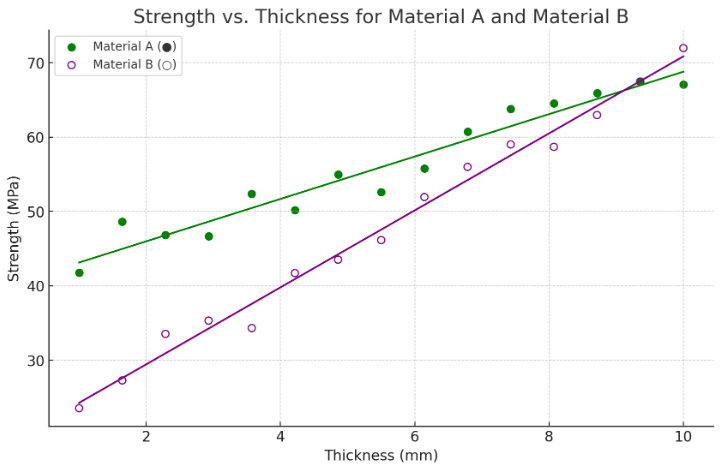 Strength vs. Thickness for Material A and Material B
Material A (●)
Material B (○)
70
60
50
40
30
Strength (MPa)
2 4 6 8 10
Thickness (mm)